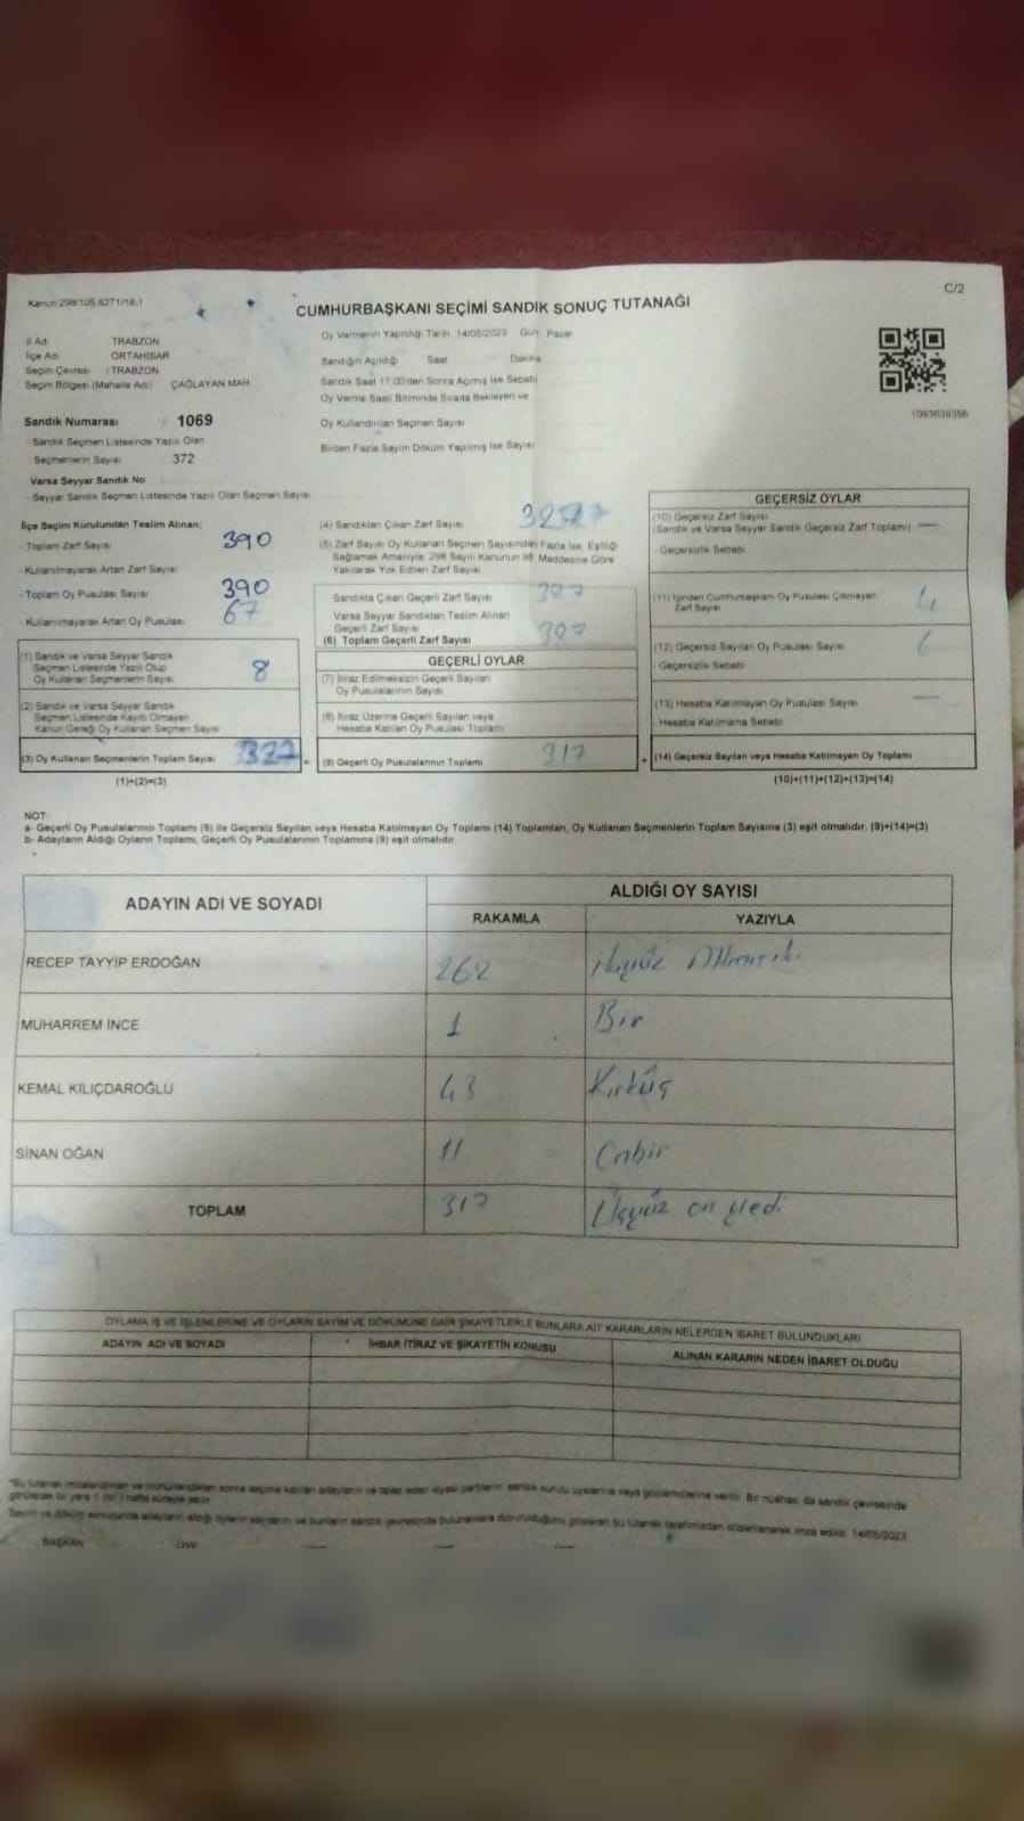 C/2
CUMHURBAŞKANI SEÇİMİ SANDIK SONUÇ TUTANAĞI
Oy Vermenin Yapıldığı Tarih 14/05/2023 Gün Pazar
İl Adı TRABZON
İlçe Adı ORTAHİSAR
Seçim Çevresi : TRABZON
Seçim Bölgesi (Mahalle Adı) ÇAĞLAYAN MAH.
Sandığın Açıldığı Saat Dakika
Sandık Saat 17:00'den Sonra Açılmış İse Sebebi
Oy Verme Saati Bitiminde Sırada Bekleyen ve
Oy Kullandırılan Seçmen Sayısı
Birden Fazla Sayım Döküm Yapılmış İse Sayısı
Sandık Numarası : 1069
Sandık Seçmen Listesinde Yazılı Olan
Seçmenlerin Sayısı 372
Varsa Seyyar Sandık No
Seyyar Sandık Seçmen Listesinde Yazılı Olan Seçmen Sayısı
İlçe Seçim Kurulundan Teslim Alınan:
- Toplam Zarf Sayısı 390
- Kullanılmayarak Artan Zarf Sayısı
- Toplam Oy Pusulası Sayısı 390
- Kullanılmayarak Artan Oy Pusulası 67
(1) Sandık ve Varsa Seyyar Sandık
Seçmen Listesinde Yazılı Olup
Oy Kullanan Seçmenlerin Sayısı 8
(2) Sandık ve Varsa Seyyar Sandık
Seçmen Listesinde Kayıtlı Olmayan
Kanun Gereği Oy Kullanan Seçmen Sayısı
(3) Oy Kullanan Seçmenlerin Toplam Sayısı 327
(1)+(2)=(3)
(4) Sandıktan Çıkan Zarf Sayısı
(5) Zarf Sayısı Oy Kullanan Seçmen Sayısından Fazla İse, Eşitliği
Sağlamak Amacıyla 298 Sayılı Kanunun 98. Maddesine Göre
Yakılarak Yok Edilen Zarf Sayısı
Sandıkta Çıkan Geçerli Zarf Sayısı
Varsa Seyyar Sandıktan Teslim Alınan
Geçerli Zarf Sayısı
(6) Toplam Geçerli Zarf Sayısı
GEÇERLİ OYLAR
(7) İtiraz Edilmeksizin Geçerli Sayılan
Oy Pusulalarının Sayısı
(8) İtiraz Üzerine Geçerli Sayılan veya
Hesaba Katılan Oy Pusulası Toplamı
(9) Geçerli Oy Pusulalarının Toplamı 317
GEÇERSİZ OYLAR
(10) Geçersiz Zarf Sayısı
(Sandık ve Varsa Seyyar Sandık Geçersiz Zarf Toplamı) —
Geçersizlik Sebebi
(11) İçinden Cumhurbaşkanı Oy Pusulası Çıkmayan
Zarf Sayısı 4
(12) Geçersiz Sayılan Oy Pusulası Sayısı 6
Geçersizlik Sebebi
(13) Hesaba Katılmayan Oy Pusulası Sayısı —
Hesaba Katılmama Sebebi
(14) Geçersiz Sayılan veya Hesaba Katılmayan Oy Toplamı
(10)+(11)+(12)+(13)=(14)
NOT
a- Geçerli Oy Pusulalarının Toplamı (9) ile Geçersiz Sayılan veya Hesaba Katılmayan Oy Toplamı (14) Toplamları, Oy Kullanan Seçmenlerin Toplam Sayısına (3) eşit olmalıdır. (9)+(14)=(3)
b- Adayların Aldığı Oyların Toplamı, Geçerli Oy Pusulalarının Toplamına (9) eşit olmalıdır.
ADAYIN ADI VE SOYADI
ALDIĞI OY SAYISI
RAKAMLA YAZIYLA
RECEP TAYYİP ERDOĞAN 262 ikiyüz Altmış iki
MUHARREM İNCE 1 Bir
KEMAL KILIÇDAROĞLU 43 Kırküç
SİNAN OĞAN 11 Onbir
TOPLAM 317 Üçyüz on yedi
OYLAMA İŞ VE İŞLEMLERİNE VE OYLARIN SAYIM VE DÖKÜMÜNE DAİR ŞİKAYETLERLE BUNLARA AİT KARARLARIN NELERDEN İBARET BULUNDUKLARI
ADAYIN ADI VE SOYADI İHBAR İTİRAZ VE ŞİKAYETİN KONUSU ALINAN KARARIN NEDEN İBARET OLDUĞU
BAŞKAN ÜYE